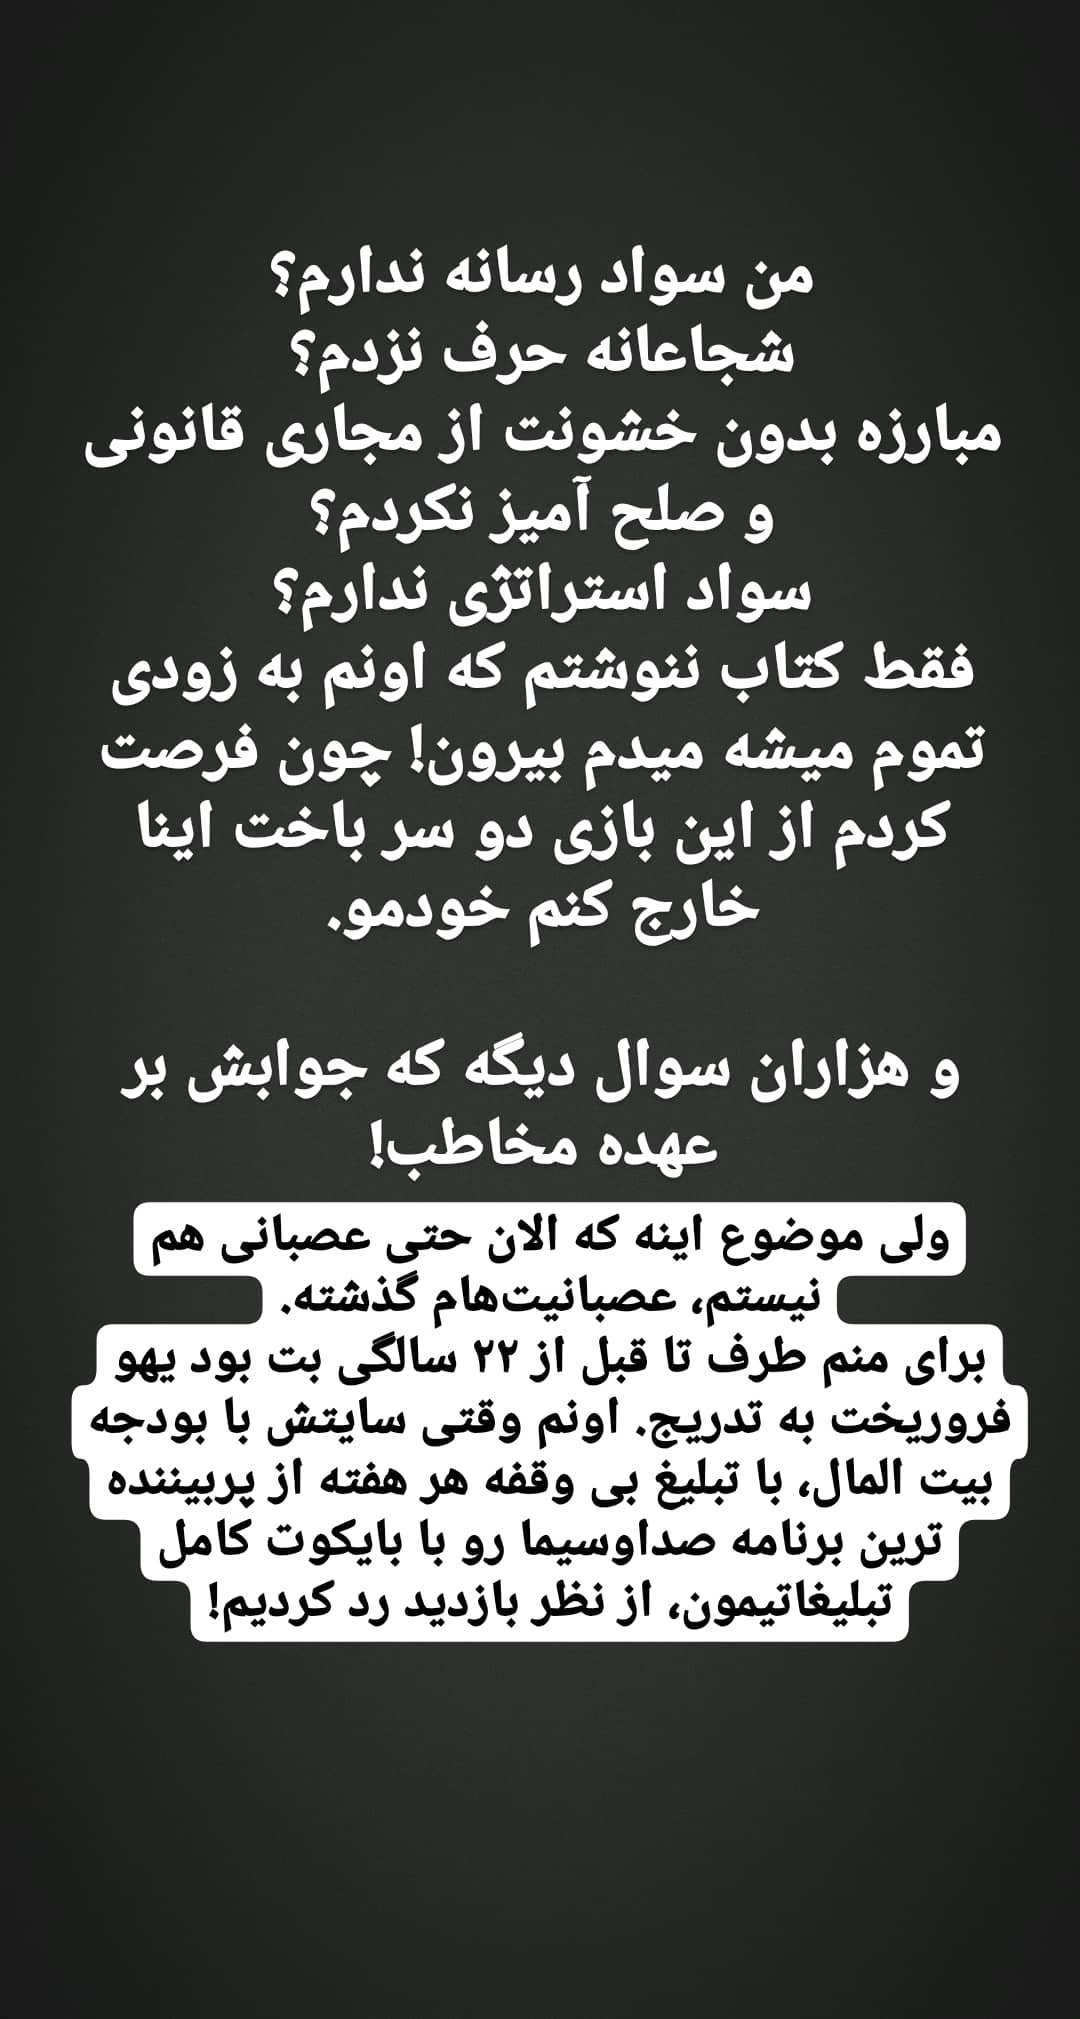 من سواد رسانه ندارم؟
شجاعانه حرف نزدم؟
مبارزه بدون خشونت از مجاری قانونی
و صلح آمیز نکردم؟
سواد استراتژی ندارم؟
فقط کتاب ننوشتم که اونم به زودی
تموم میشه میدم بیرون! چون فرصت
کردم از این بازی دو سر باخت اینا
خارج کنم خودمو.
و هزاران سوال دیگه که جوابش بر
عهده مخاطب!
ولی موضوع اینه که الان حتی عصبانی هم
نیستم، عصبانیت‌هام گذشته.
برای منم طرف تا قبل از ۲۲ سالگی بت بود یهو
فروریخت به تدریج. اونم وقتی سایتش با بودجه
بیت المال، با تبلیغ بی وقفه هر هفته از پربیننده
ترین برنامه صداوسیما رو با بایکوت کامل
تبلیغاتیمون، از نظر بازدید رد کردیم!